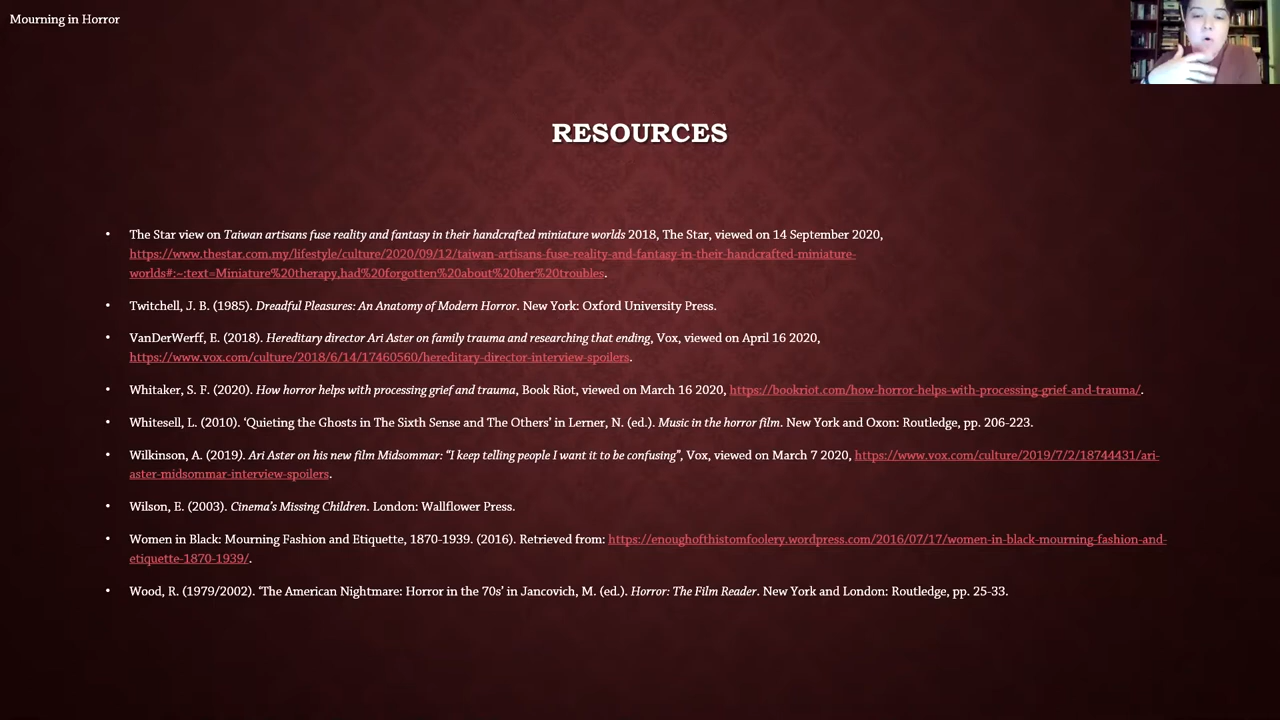 Mourning in Horror
RESOURCES
• The Star view on Taiwan artisans fuse reality and fantasy in their handcrafted miniature worlds 2018, The Star, viewed on 14 September 2020,
https://www.thestar.com.my/lifestyle/culture/2020/09/12/taiwan-artisans-fuse-reality-and-fantasy-in-their-handcrafted-miniature-
worlds#:~:text=Miniature%20therapy,had%20forgotten%20about%20her%20troubles.
• Twitchell, J. B. (1985). Dreadful Pleasures: An Anatomy of Modern Horror. New York: Oxford University Press.
• VanDerWerff, E. (2018). Hereditary director Ari Aster on family trauma and researching that ending, Vox, viewed on April 16 2020,
https://www.vox.com/culture/2018/6/14/17460560/hereditary-director-interview-spoilers.
• Whitaker, S. F. (2020). How horror helps with processing grief and trauma, Book Riot, viewed on March 16 2020, https://bookriot.com/how-horror-helps-with-processing-grief-and-trauma/.
• Whitesell, L. (2010). ‘Quieting the Ghosts in The Sixth Sense and The Others’ in Lerner, N. (ed.). Music in the horror film. New York and Oxon: Routledge, pp. 206-223.
• Wilkinson, A. (2019). Ari Aster on his new film Midsommar: “I keep telling people I want it to be confusing”, Vox, viewed on March 7 2020, https://www.vox.com/culture/2019/7/2/18744431/ari-
aster-midsommar-interview-spoilers.
• Wilson, E. (2003). Cinema’s Missing Children. London: Wallflower Press.
• Women in Black: Mourning Fashion and Etiquette, 1870-1939. (2016). Retrieved from: https://enoughofthistomfoolery.wordpress.com/2016/07/17/women-in-black-mourning-fashion-and-
etiquette-1870-1939/.
• Wood, R. (1979/2002). ‘The American Nightmare: Horror in the 70s’ in Jancovich, M. (ed.). Horror: The Film Reader. New York and London: Routledge, pp. 25-33.